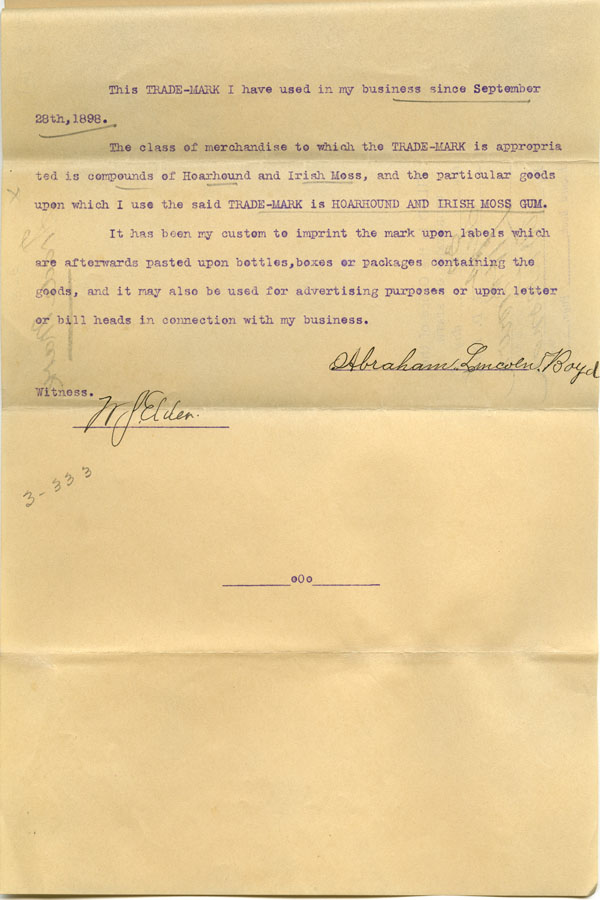 This TRADE-MARK I have used in my business since September
28th,1898.
The class of merchandise to which the TRADE-MARK is appropria
ted is compounds of Hoarhound and Irish Moss, and the particular goods
upon which I use the said TRADE-MARK is HOARHOUND AND IRISH MOSS GUM.
It has been my custom to imprint the mark upon labels which
are afterwards pasted upon bottles,boxes or packages containing the
goods, and it may also be used for advertising purposes or upon letter
or bill heads in connection with my business.
Abraham Lincoln Boyd
Witness.
W J Elden.
3-333
oOo